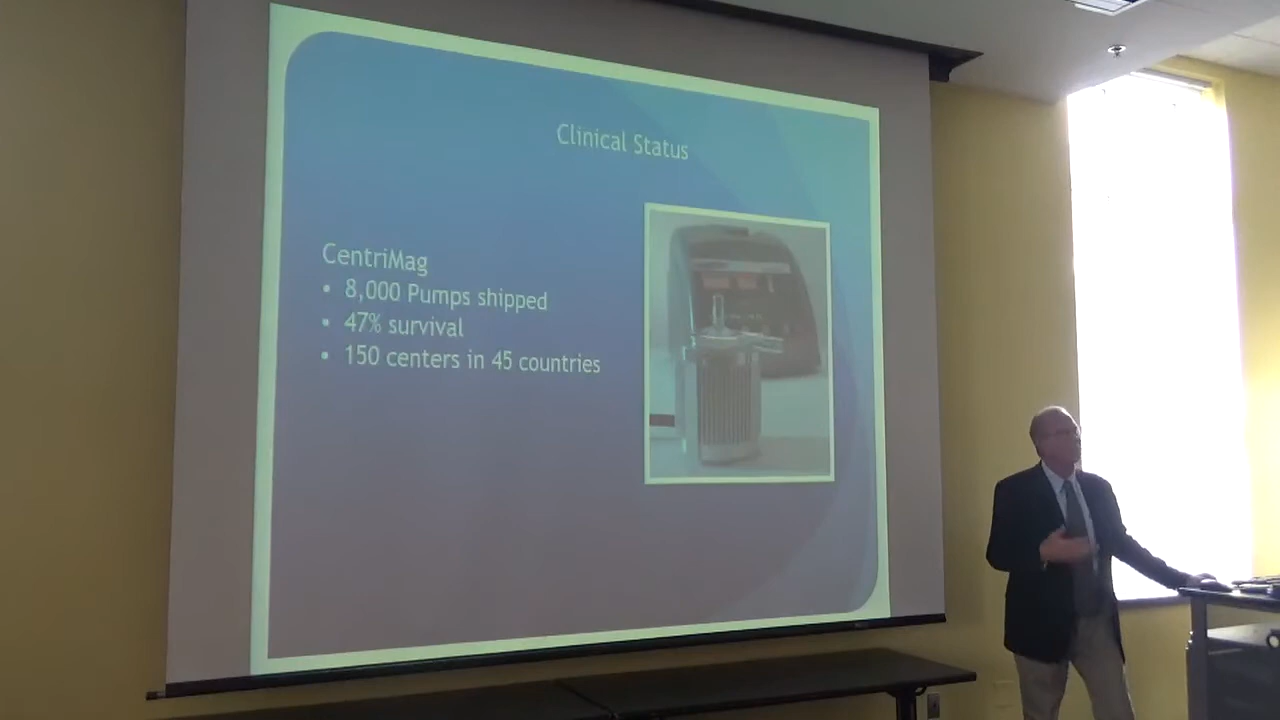 Clinical Status
CentriMag
• 8,000 Pumps shipped
• 47% survival
• 150 centers in 45 countries